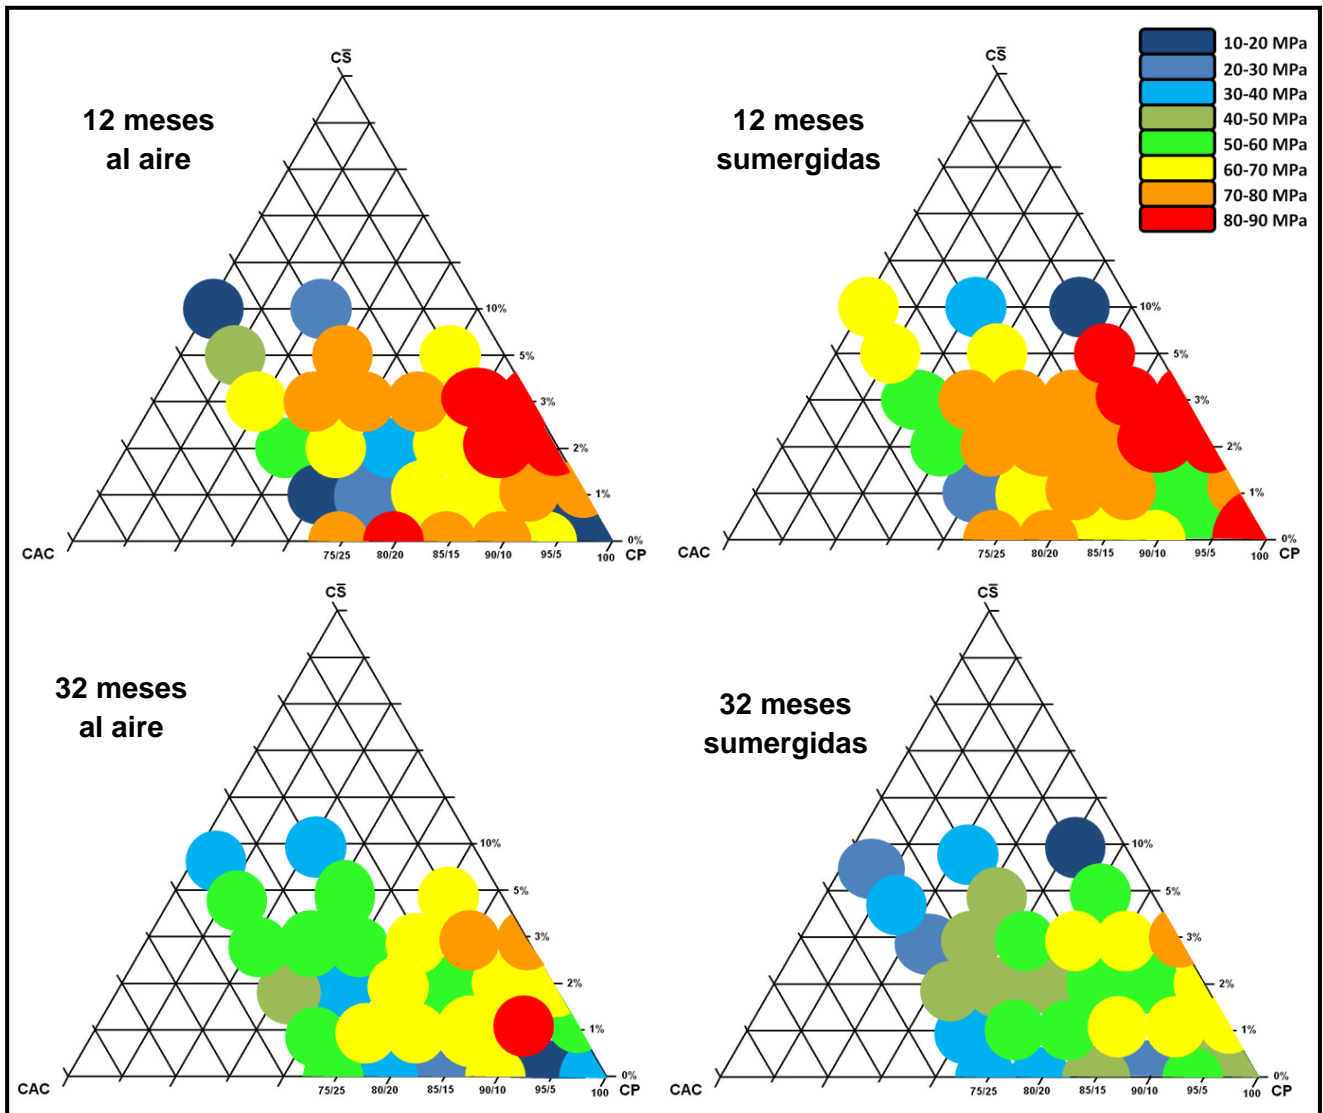 CS̅
12 meses
al aire
10%
5%
3%
2%
1%
0%
CAC
75/25
80/20
85/15
90/10
95/5
100
CP
CS̅
12 meses
sumergidas
10%
5%
3%
2%
1%
0%
CAC
75/25
80/20
85/15
90/10
95/5
100
CP
10-20 MPa
20-30 MPa
30-40 MPa
40-50 MPa
50-60 MPa
60-70 MPa
70-80 MPa
80-90 MPa
CS̅
32 meses
al aire
10%
5%
3%
2%
1%
0%
CAC
75/25
80/20
85/15
90/10
95/5
100
CP
CS̅
32 meses
sumergidas
10%
5%
3%
2%
1%
0%
CAC
75/25
80/20
85/15
90/10
95/5
100
CP